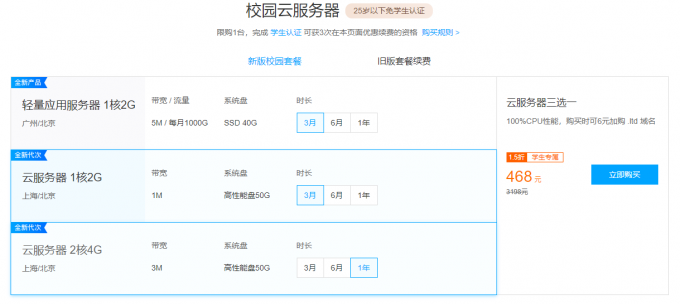 校园云服务器 25岁以下免学生认证
限购1台，完成 学生认证 可获3次在本页面优惠续费的资格 购买规则 >
新版校园套餐 旧版套餐续费
全新产品
轻量应用服务器 1核2G
广州/北京
带宽 / 流量 系统盘 时长
5M / 每月1000G SSD 40G 3月 6月 1年
全新代次
云服务器 1核2G
上海/北京
带宽 系统盘 时长
1M 高性能盘50G 3月 6月 1年
全新代次
云服务器 2核4G
上海/北京
带宽 系统盘 时长
3M 高性能盘50G 3月 6月 1年
云服务器三选一
100%CPU性能，购买时可6元加购 .ltd 域名
1.5折 学生专属
468 元
3198元
立即购买